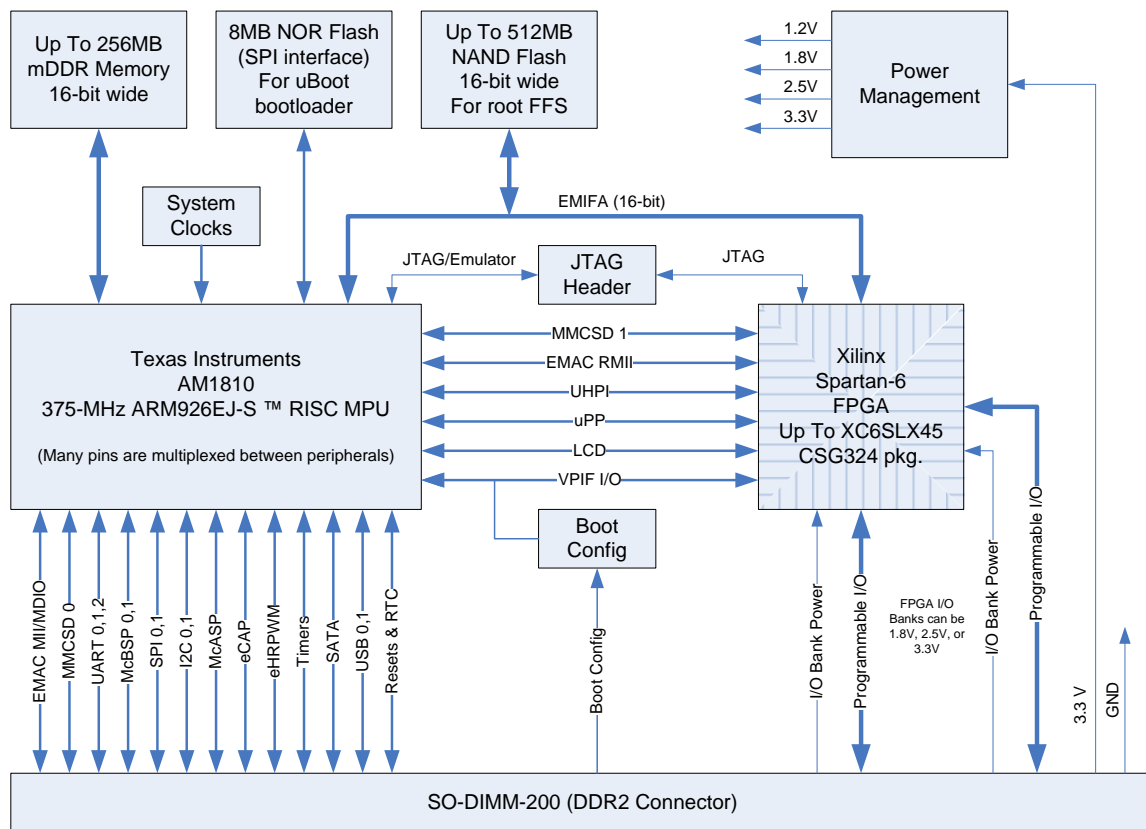 Up To 256MB
mDDR Memory
16-bit wide
8MB NOR Flash
(SPI interface)
For uBoot
bootloader
Up To 512MB
NAND Flash
16-bit wide
For root FFS
1.2V
1.8V
2.5V
3.3V
Power
Management
System
Clocks
EMIFA (16-bit)
JTAG/Emulator
JTAG
Header
JTAG
Texas Instruments
AM1810
375-MHz ARM926EJ-S ™ RISC MPU
(Many pins are multiplexed between peripherals)
MMCSD 1
EMAC RMII
UHPI
uPP
LCD
VPIF I/O
Xilinx
Spartan-6
FPGA
Up To XC6SLX45
CSG324 pkg.
Boot
Config
EMAC MII/MDIO
MMCSD 0
UART 0,1,2
McBSP 0,1
SPI 0,1
I2C 0,1
McASP
eCAP
eHRPWM
Timers
SATA
USB 0,1
Resets & RTC
Boot Config
I/O Bank Power
Programmable I/O
FPGA I/O
Banks can be
1.8V, 2.5V, or
3.3V
I/O Bank Power
Programmable I/O
3.3 V
GND
SO-DIMM-200 (DDR2 Connector)